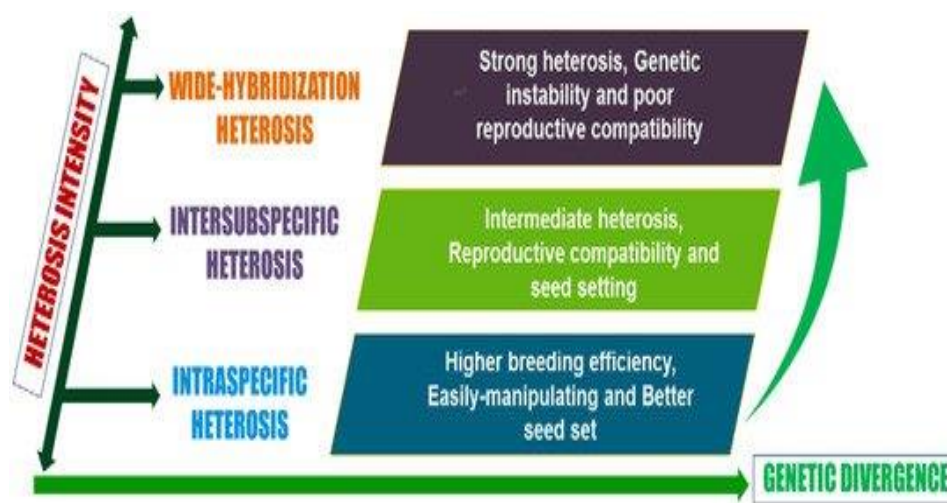 HETEROSIS INTENSITY
WIDE-HYBRIDIZATION
HETEROSIS
Strong heterosis, Genetic
instability and poor
reproductive compatibility
INTERSUBSPECIFIC
HETEROSIS
Intermediate heterosis,
Reproductive compatibility and
seed setting
INTRASPECIFIC
HETEROSIS
Higher breeding efficiency,
Easily-manipulating and Better
seed set
GENETIC DIVERGENCE